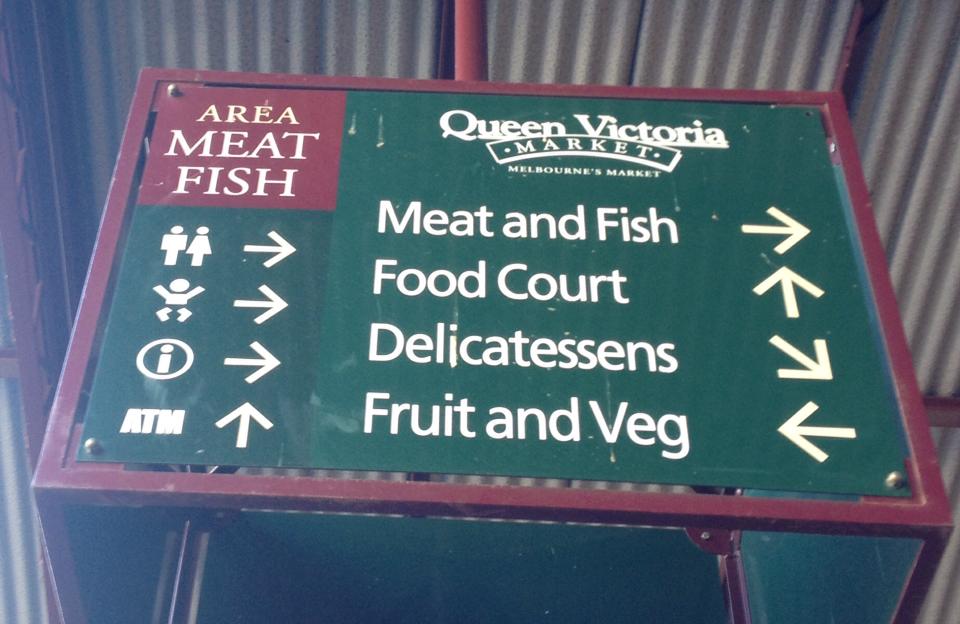 AREA
MEAT
FISH
Queen Victoria
MARKET
MELBOURNE'S MARKET
Meat and Fish
Food Court
Delicatessens
Fruit and Veg
i
ATM